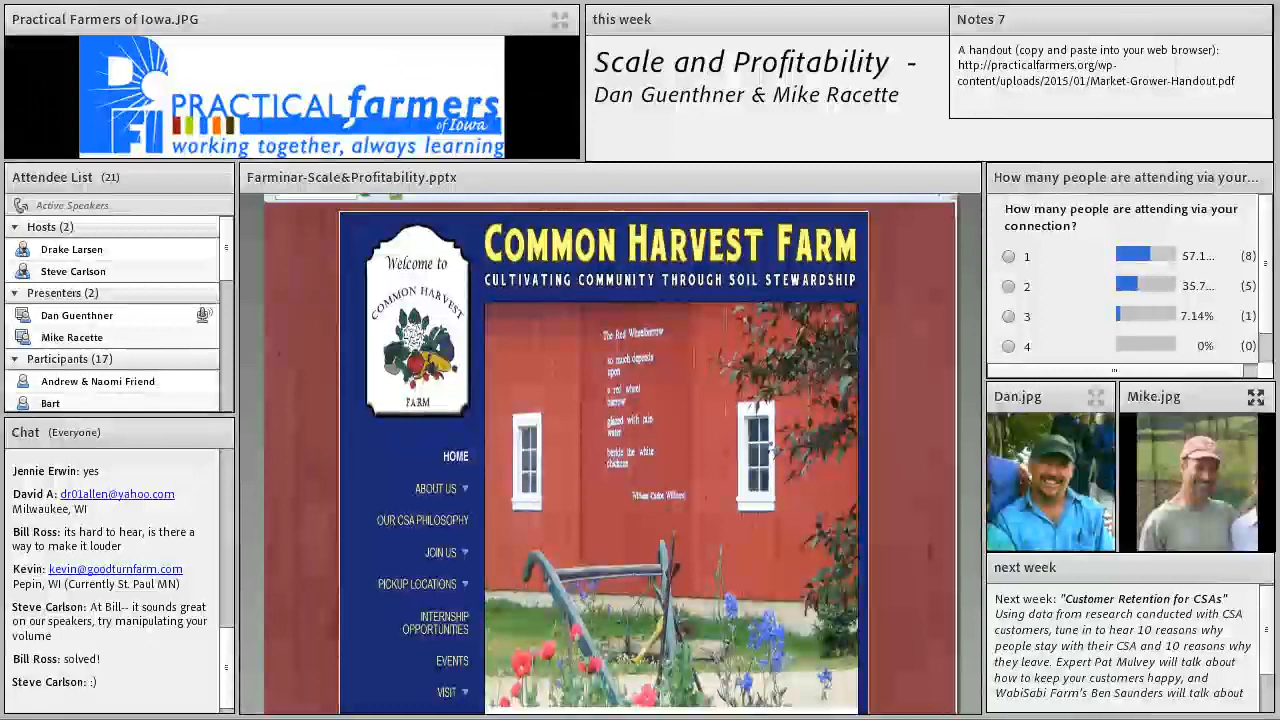 Practical Farmers of Iowa.JPG
PRACTICAL farmers
of Iowa
working together, always learning
PFI
this week
Scale and Profitability -
Dan Guenthner & Mike Racette
Notes 7
A handout (copy and paste into your web browser):
http://practicalfarmers.org/wp-
content/uploads/2015/01/Market-Grower-Handout.pdf
Attendee List (21)
Active Speakers
Hosts (2)
Drake Larsen
Steve Carlson
Presenters (2)
Dan Guenthner
Mike Racette
Participants (17)
Andrew & Naomi Friend
Bart
Chat (Everyone)
Jennie Erwin: yes
David A: dr01allen@yahoo.com
Milwaukee, WI
Bill Ross: its hard to hear, is there a
way to make it louder
Kevin: kevin@goodturnfarm.com
Pepin, WI (Currently St. Paul MN)
Steve Carlson: At Bill-- it sounds great
on our speakers, try manipulating your
volume
Bill Ross: solved!
Steve Carlson: :)
Farminar-Scale&Profitability.pptx
Welcome to
COMMON HARVEST
FARM
COMMON HARVEST FARM
CULTIVATING COMMUNITY THROUGH SOIL STEWARDSHIP
The Red Wheelbarrow
so much depends
upon
a red wheel
barrow
glazed with rain
water
beside the white
chickens
William Carlos Williams
HOME
ABOUT US
OUR CSA PHILOSOPHY
JOIN US
PICKUP LOCATIONS
INTERNSHIP
OPPORTUNITIES
EVENTS
VISIT
How many people are attending via your...
How many people are attending via your
connection?
1 57.1... (8)
2 35.7... (5)
3 7.14% (1)
4 0% (0)
Dan.jpg
Mike.jpg
next week
Next week: "Customer Retention for CSAs"
Using data from research conducted with CSA
customers, tune in to hear 10 reasons why
people stay with their CSA and 10 reasons why
they leave. Expert Pat Mulvey will talk about
how to keep your customers happy, and
WabiSabi Farm's Ben Saunders will talk about